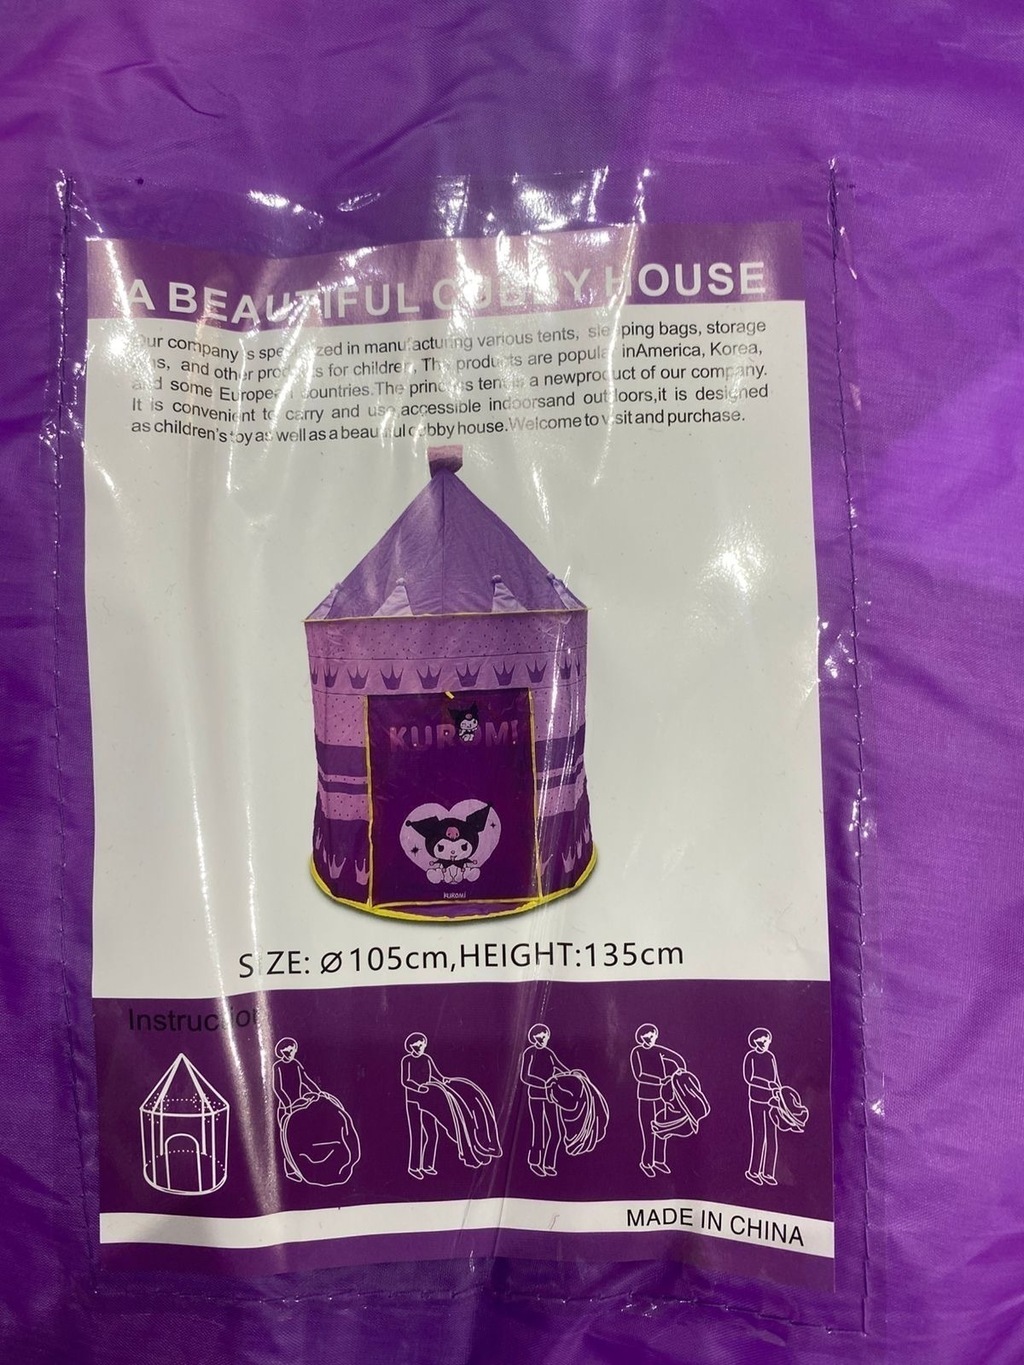 A BEAUTIFUL CUBBY HOUSE
Our company is specialized in manufacturing various tents, sleeping bags, storage
and other products for children, The products are popular inAmerica, Korea,
and some European countries.The princess tent is a newproduct of our company.
It is convenient to carry and use,accessible indoorsand outdoors,it is designed
as children's toy as well as a beautiful cubby house.Welcome to visit and purchase.
KUROMI
KUROMI
SIZE: Ø105cm,HEIGHT:135cm
Instruction
MADE IN CHINA